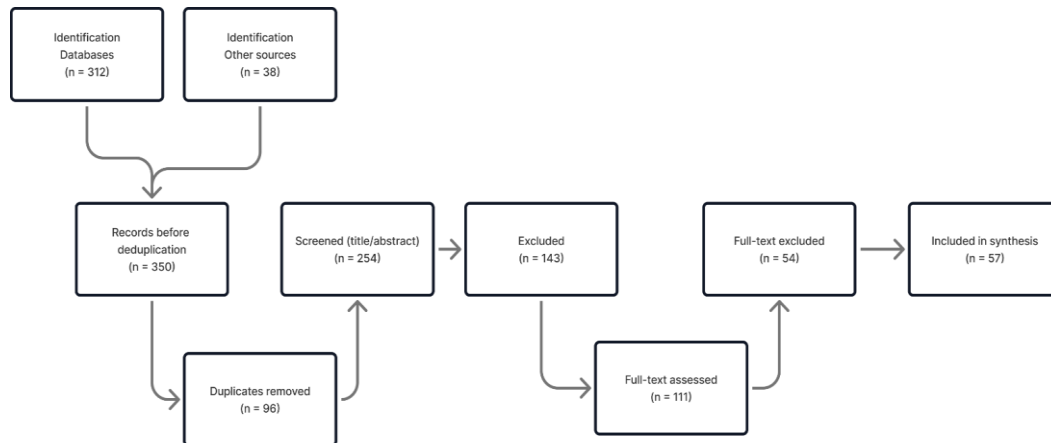 Identification
Databases
(n = 312)
Identification
Other sources
(n = 38)
Records before
deduplication
(n = 350)
Duplicates removed
(n = 96)
Screened (title/abstract)
(n = 254)
Excluded
(n = 143)
Full-text assessed
(n = 111)
Full-text excluded
(n = 54)
Included in synthesis
(n = 57)